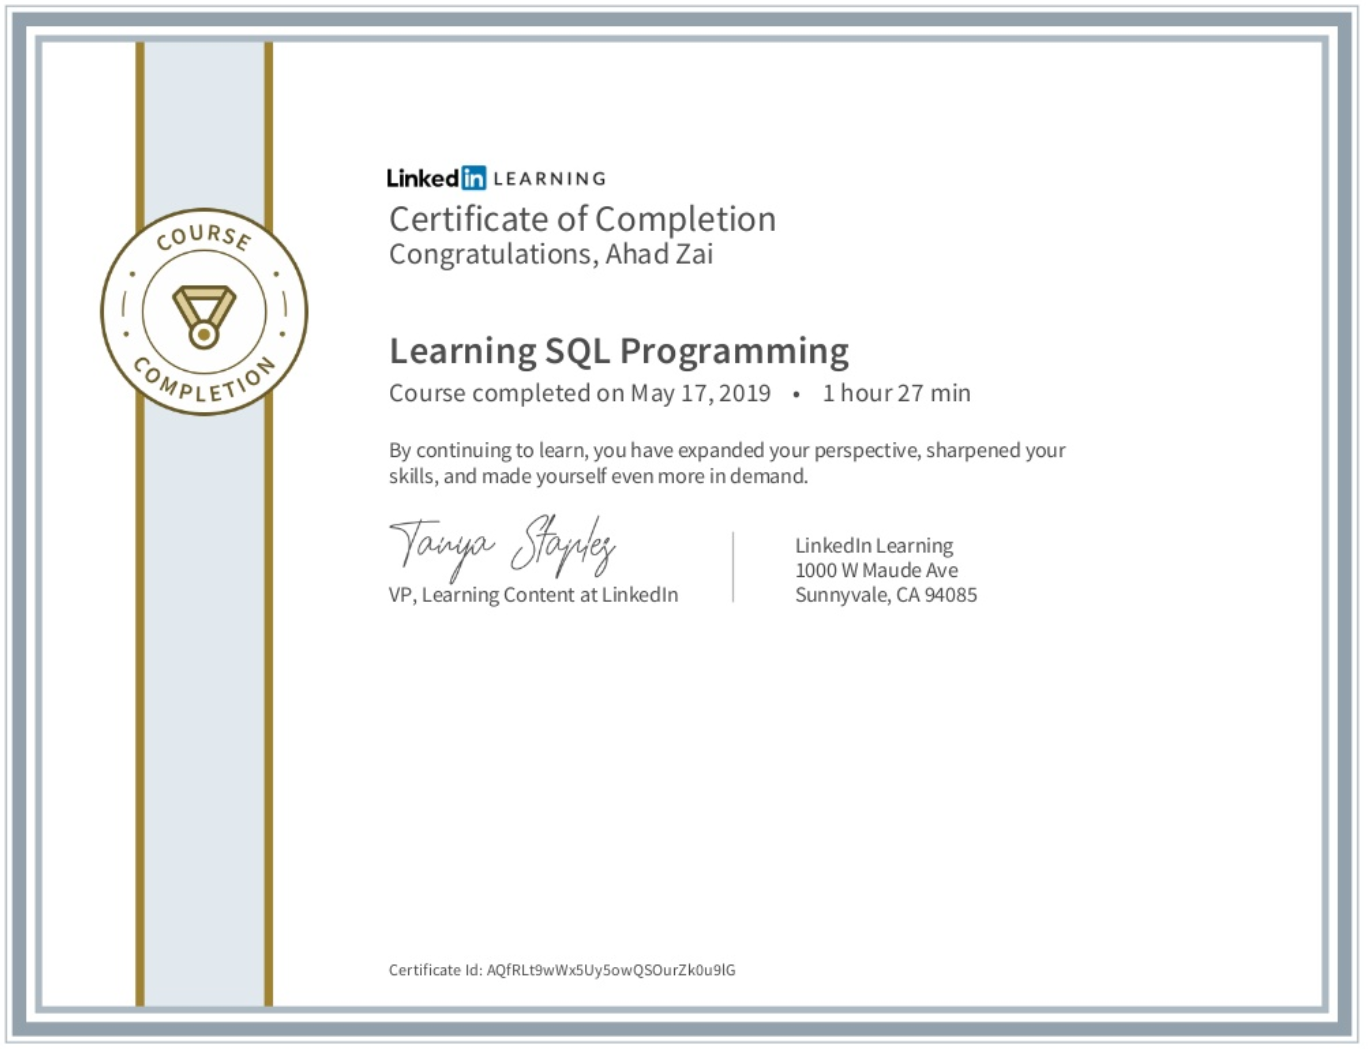 LinkedIn LEARNING
Certificate of Completion
Congratulations, Ahad Zai
COURSE
COMPLETION
Learning SQL Programming
Course completed on May 17, 2019 • 1 hour 27 min
By continuing to learn, you have expanded your perspective, sharpened your
skills, and made yourself even more in demand.
Tanya Staples
VP, Learning Content at LinkedIn
LinkedIn Learning
1000 W Maude Ave
Sunnyvale, CA 94085
Certificate Id: AQfRLt9wWx5Uy5owQSOurZk0u9lG